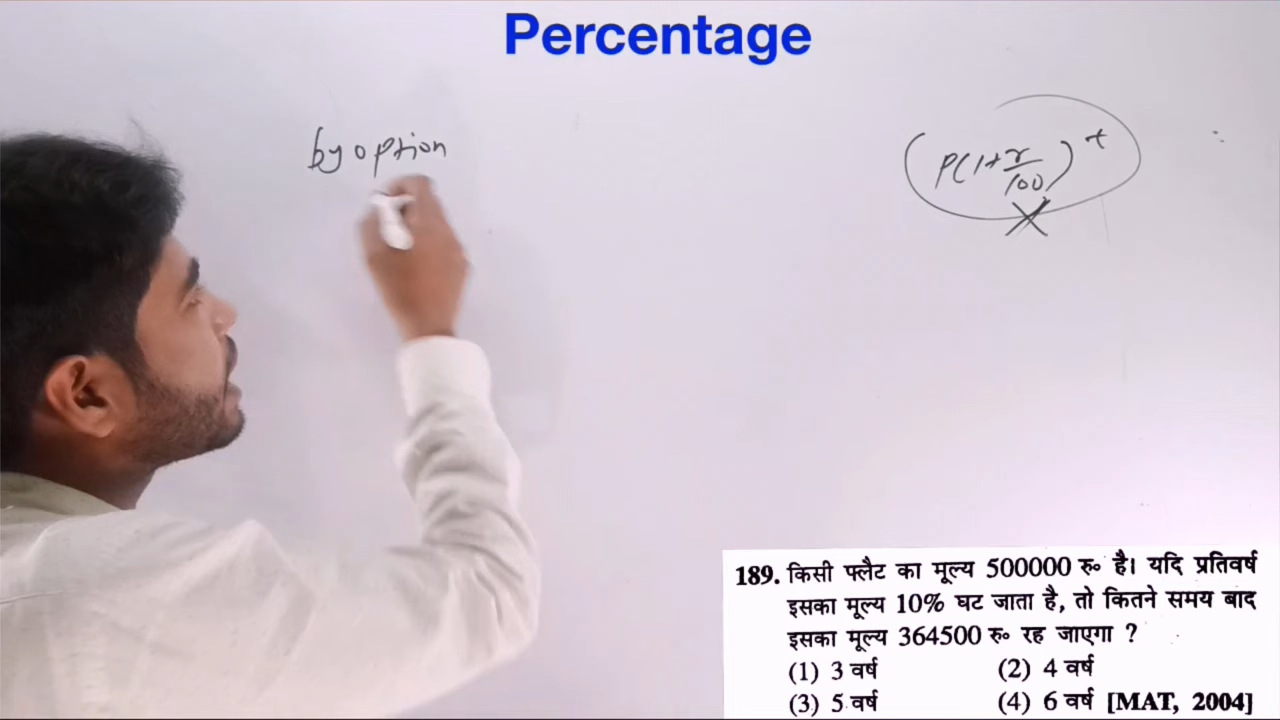 Percentage
by option
P(1+r/100)^t
189. किसी फ्लैट का मूल्य 500000 रु० है। यदि प्रतिवर्ष
इसका मूल्य 10% घट जाता है, तो कितने समय बाद
इसका मूल्य 364500 रु० रह जाएगा ?
(1) 3 वर्ष (2) 4 वर्ष
(3) 5 वर्ष (4) 6 वर्ष [MAT, 2004]